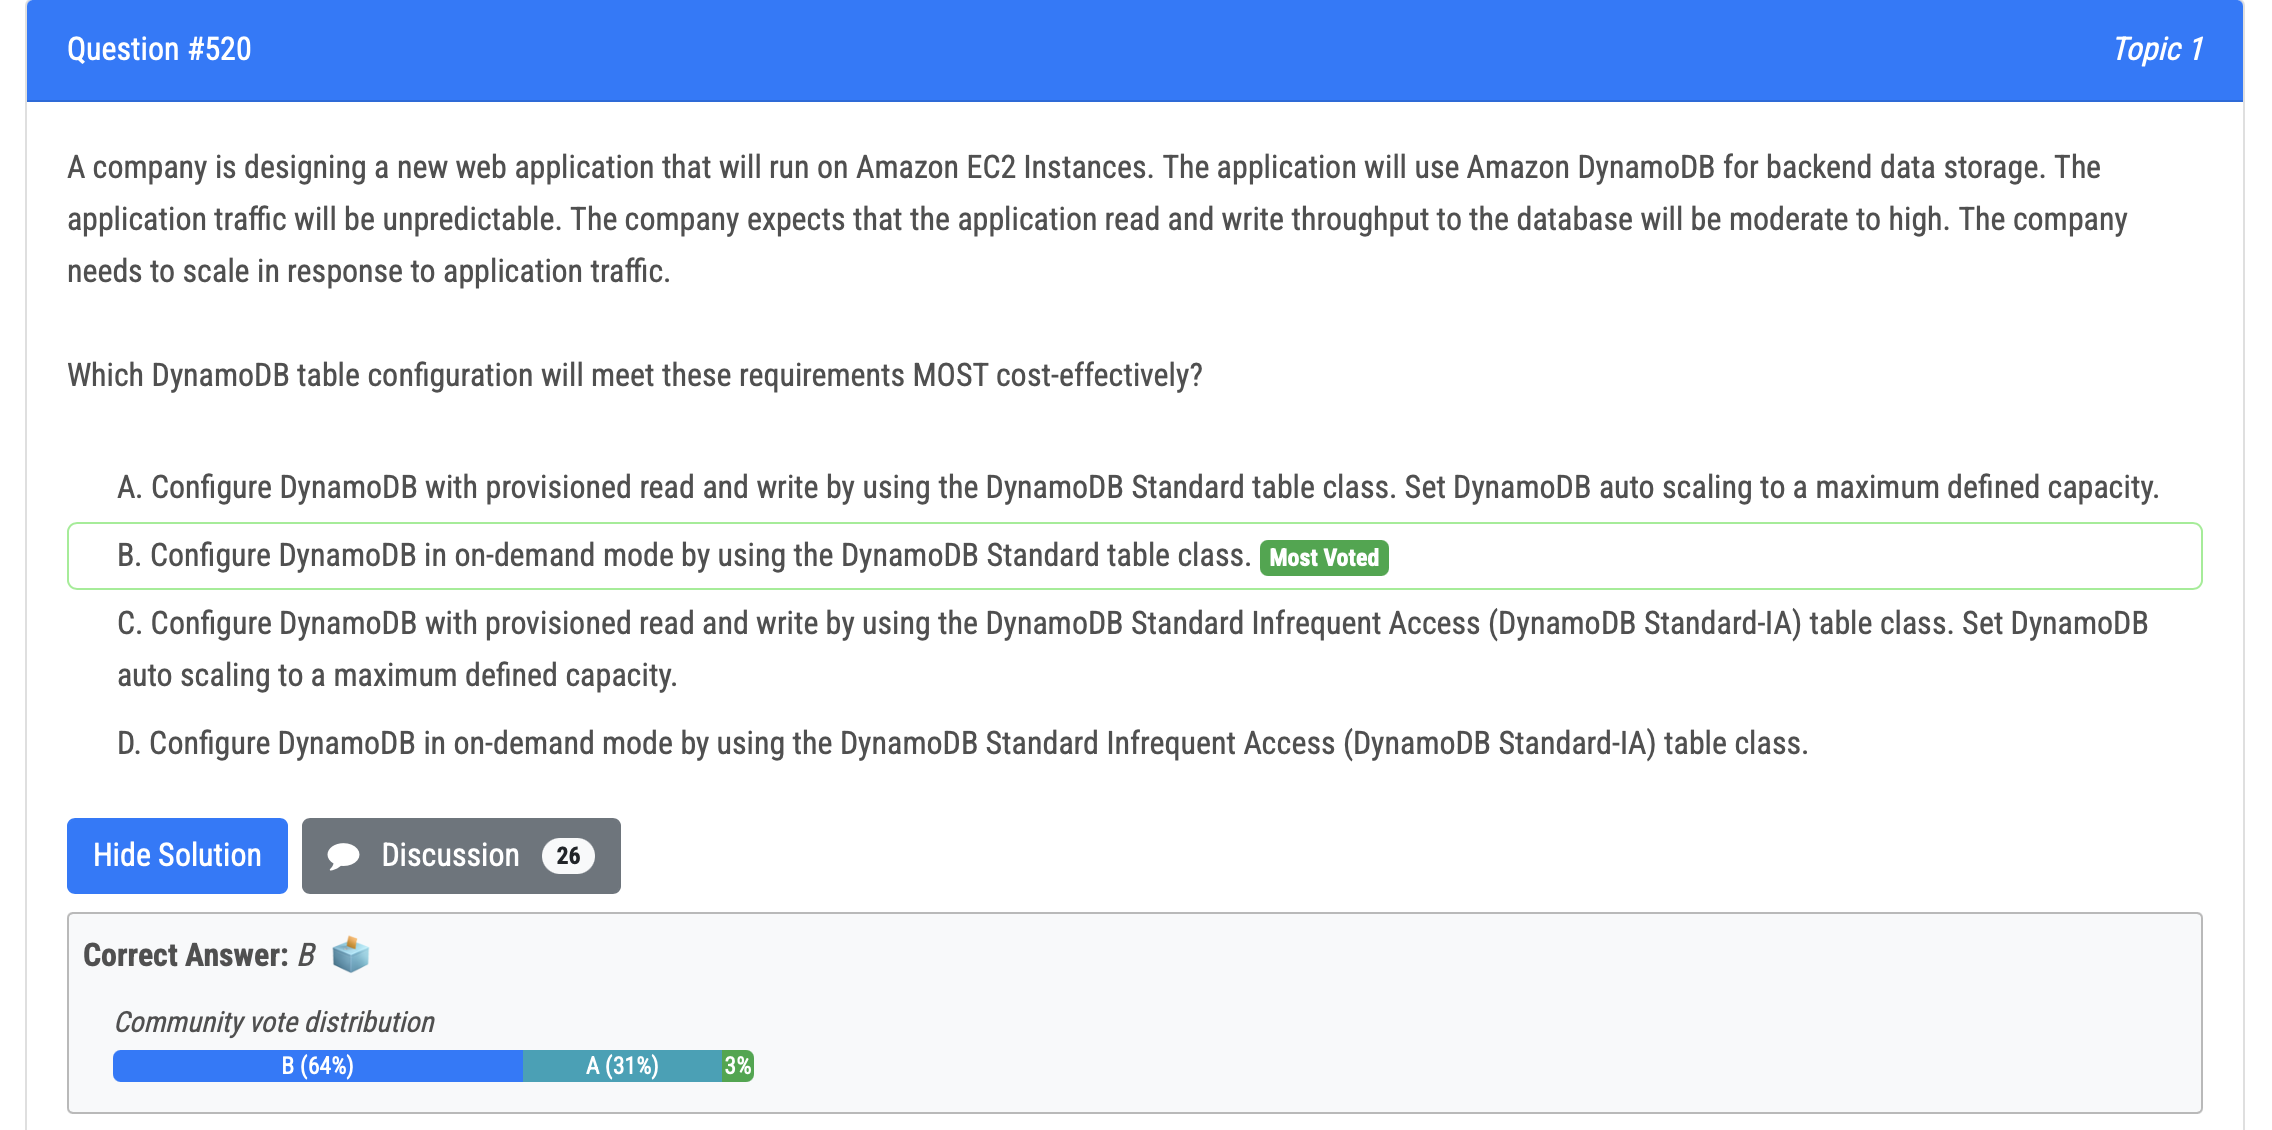 Question #520
Topic 1
A company is designing a new web application that will run on Amazon EC2 Instances. The application will use Amazon DynamoDB for backend data storage. The
application traffic will be unpredictable. The company expects that the application read and write throughput to the database will be moderate to high. The company
needs to scale in response to application traffic.
Which DynamoDB table configuration will meet these requirements MOST cost-effectively?
A. Configure DynamoDB with provisioned read and write by using the DynamoDB Standard table class. Set DynamoDB auto scaling to a maximum defined capacity.
B. Configure DynamoDB in on-demand mode by using the DynamoDB Standard table class. Most Voted
C. Configure DynamoDB with provisioned read and write by using the DynamoDB Standard Infrequent Access (DynamoDB Standard-IA) table class. Set DynamoDB
auto scaling to a maximum defined capacity.
D. Configure DynamoDB in on-demand mode by using the DynamoDB Standard Infrequent Access (DynamoDB Standard-IA) table class.
Hide Solution
Discussion 26
Correct Answer: B
Community vote distribution
B (64%) A (31%) 3%